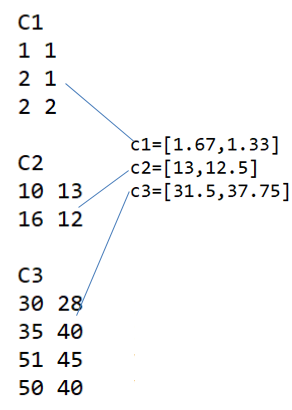 C1
1 1
2 1
2 2
c1=[1.67,1.33]
c2=[13,12.5]
c3=[31.5,37.75]
C2
10 13
16 12
C3
30 28
35 40
51 45
50 40